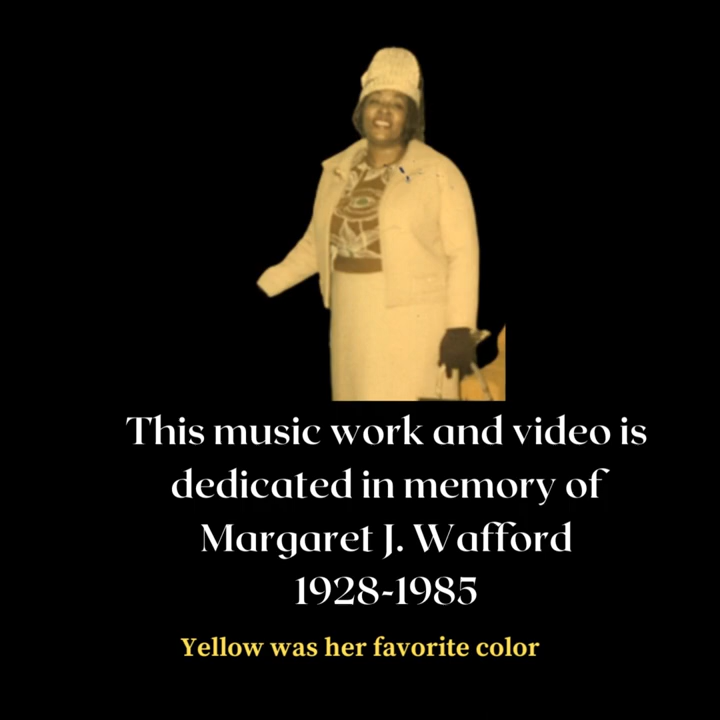 This music work and video is
dedicated in memory of
Margaret J. Wafford
1928-1985
Yellow was her favorite color